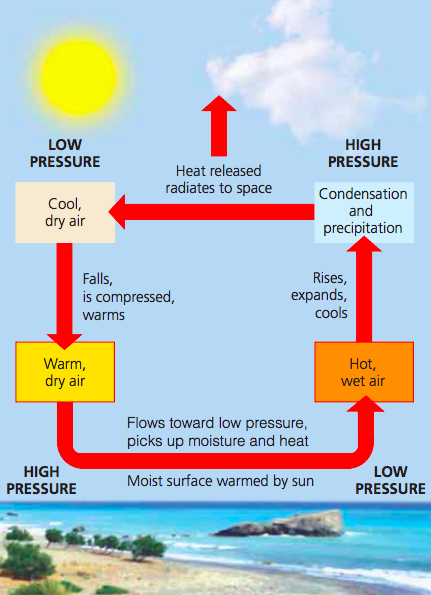 LOW
PRESSURE
HIGH
PRESSURE
Heat released
radiates to space
Cool,
dry air
Condensation
and
precipitation
Falls,
is compressed,
warms
Rises,
expands,
cools
Warm,
dry air
Hot,
wet air
Flows toward low pressure,
picks up moisture and heat
HIGH
PRESSURE
Moist surface warmed by sun
LOW
PRESSURE